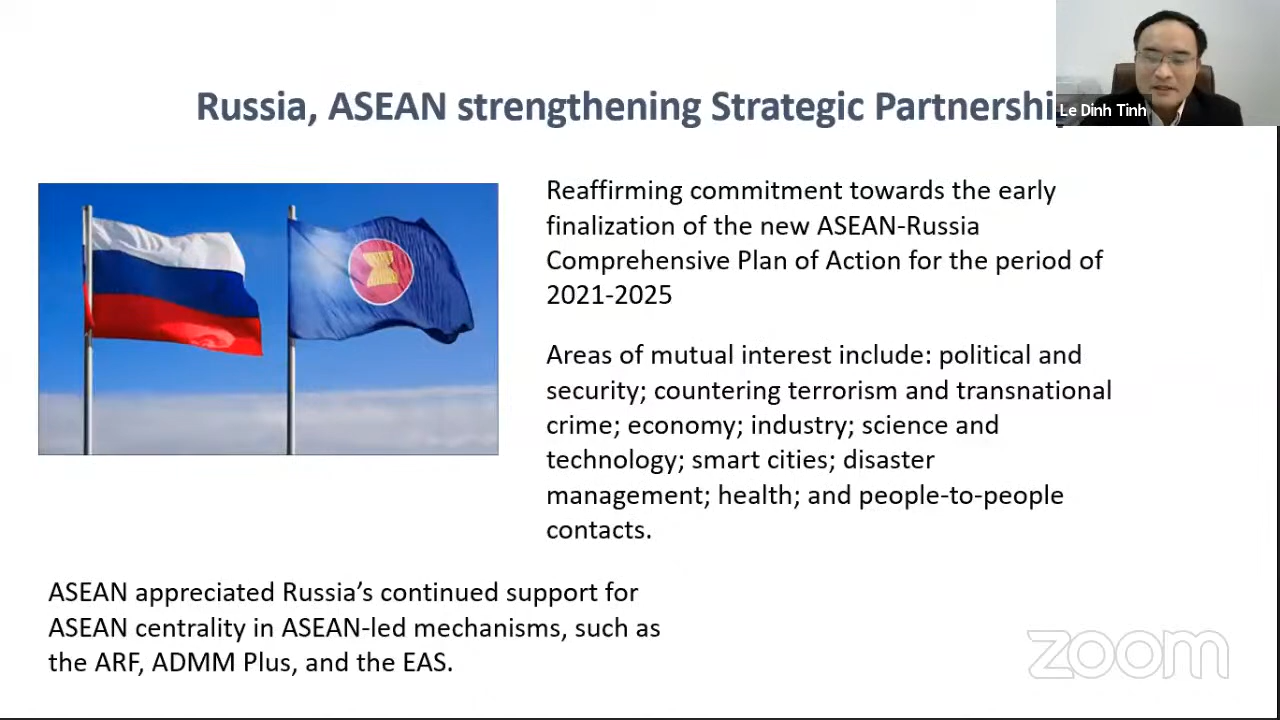 Russia, ASEAN strengthening Strategic Partnership
Le Dinh Tinh
Reaffirming commitment towards the early
finalization of the new ASEAN-Russia
Comprehensive Plan of Action for the period of
2021-2025
Areas of mutual interest include: political and
security; countering terrorism and transnational
crime; economy; industry; science and
technology; smart cities; disaster
management; health; and people-to-people
contacts.
ASEAN appreciated Russia’s continued support for
ASEAN centrality in ASEAN-led mechanisms, such as
the ARF, ADMM Plus, and the EAS.
zoom